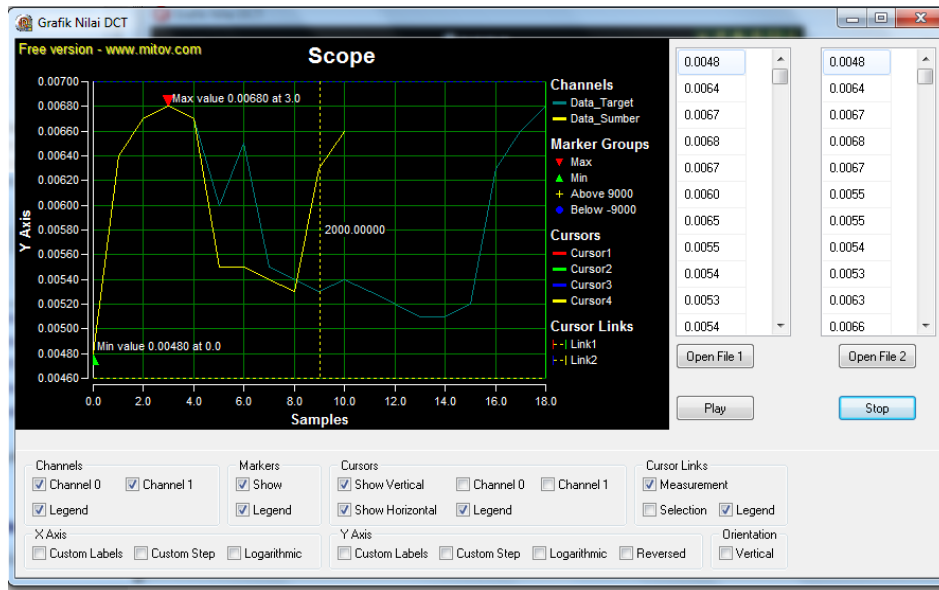 Grafik Nilai DCT
Free version - www.mitov.com
Scope
0.00700
0.00680
0.00660
0.00640
0.00620
0.00600
0.00580
0.00560
0.00540
0.00520
0.00500
0.00480
0.00460
Y Axis
Max value 0.00680 at 3.0
2000.00000
Min value 0.00480 at 0.0
0.0 2.0 4.0 6.0 8.0 10.0 12.0 14.0 16.0 18.0
Samples
Channels
Data_Target
Data_Sumber
Marker Groups
Max
Min
Above 9000
Below -9000
Cursors
Cursor1
Cursor2
Cursor3
Cursor4
Cursor Links
Link1
Link2
0.0048
0.0064
0.0067
0.0068
0.0067
0.0060
0.0065
0.0055
0.0054
0.0053
0.0054
0.0048
0.0064
0.0067
0.0068
0.0067
0.0055
0.0055
0.0054
0.0053
0.0063
0.0066
Open File 1 Open File 2
Play Stop
Channels
Channel 0 Channel 1
Legend
Markers
Show
Legend
Cursors
Show Vertical Channel 0 Channel 1
Show Horizontal Legend
Cursor Links
Measurement
Selection Legend
X Axis
Custom Labels Custom Step Logarithmic
Y Axis
Custom Labels Custom Step Logarithmic Reversed
Orientation
Vertical